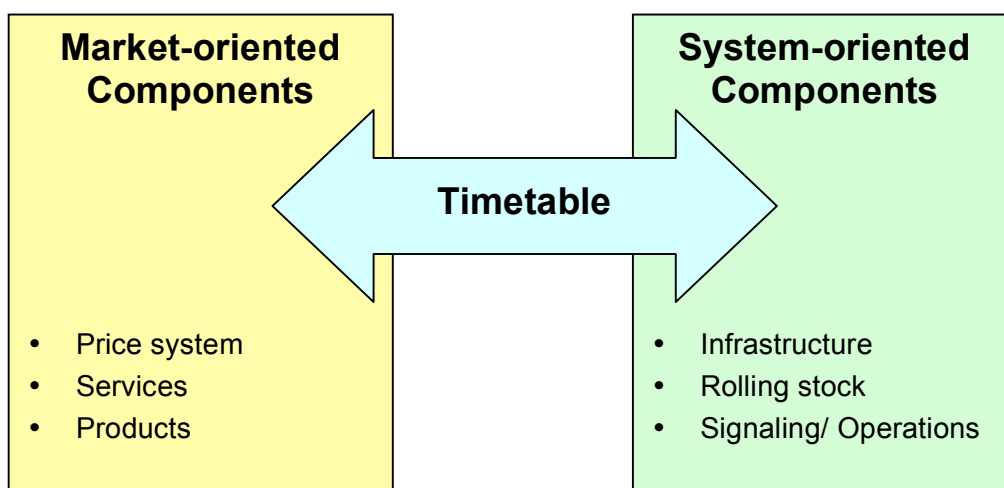 Market-oriented
Components
System-oriented
Components
Timetable
• Price system
• Services
• Products
• Infrastructure
• Rolling stock
• Signaling/ Operations